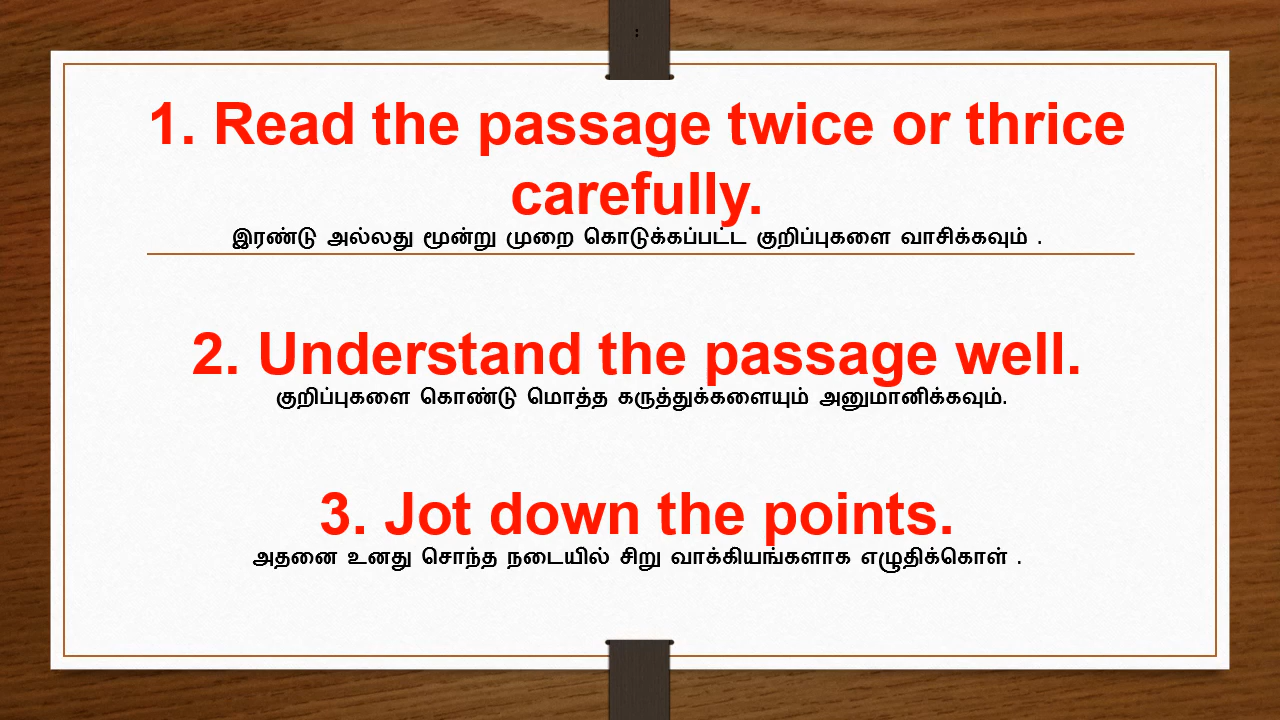 :
1. Read the passage twice or thrice
carefully.
இரண்டு அல்லது மூன்று முறை கொடுக்கப்பட்ட குறிப்புகளை வாசிக்கவும் .
2. Understand the passage well.
குறிப்புகளை கொண்டு மொத்த கருத்துக்களையும் அனுமானிக்கவும்.
3. Jot down the points.
அதனை உனது சொந்த நடையில் சிறு வாக்கியங்களாக எழுதிக்கொள் .